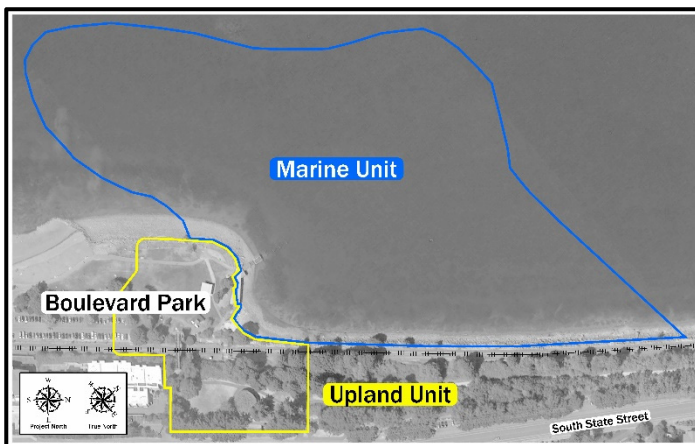 Marine Unit
Boulevard Park
Upland Unit
South State Street
W
S
N
Project North
True North